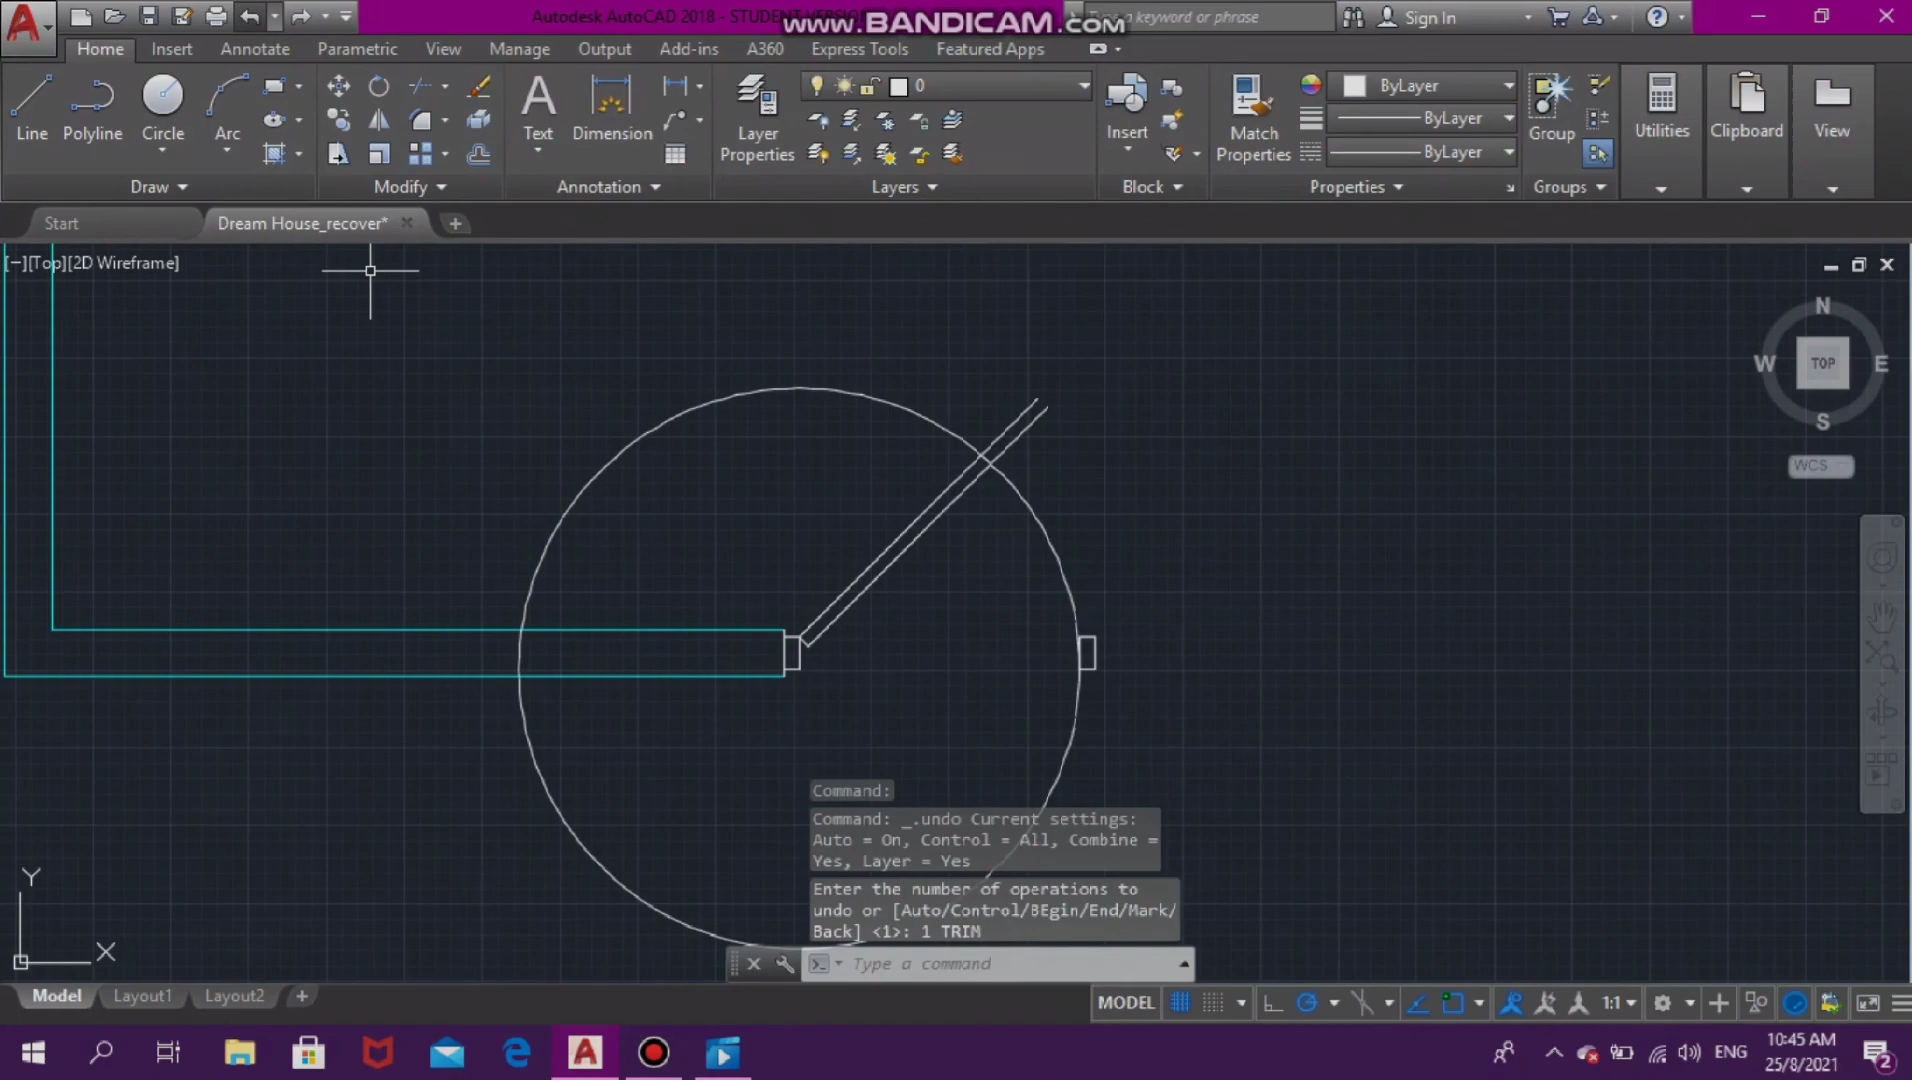 Autodesk AutoCAD 2018 - STUDENT VERSION
www.BANDICAM.com
Type a keyword or phrase
Sign In
Home Insert Annotate Parametric View Manage Output Add-ins A360 Express Tools Featured Apps
0
ByLayer
ByLayer
ByLayer
Line Polyline Circle Arc
Text Dimension
Layer
Properties
Insert
Match
Properties
Group
Utilities Clipboard View
Draw Modify Annotation Layers Block Properties Groups
Start Dream House_recover*
[−][Top][2D Wireframe]
N
W TOP E
S
WCS
Command:
Command: _.undo Current settings:
Auto = On, Control = All, Combine =
Yes, Layer = Yes
Enter the number of operations to
undo or [Auto/Control/BEgin/End/Mark/
Back] <1>: 1 TRIM
Type a command
Y
X
Model Layout1 Layout2
MODEL 1:1
ENG
10:45 AM
25/8/2021
2